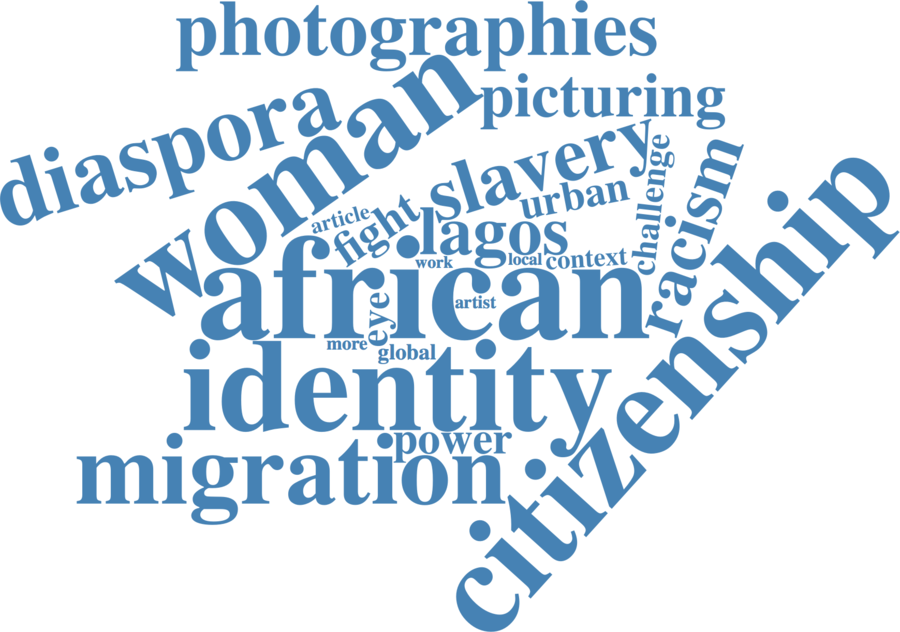 photographies
picturing
diaspora
woman
slavery
urban
challenge
racism
citizenship
article
fight
lagos
work
local
context
african
eye
artist
more
global
identity
power
migration